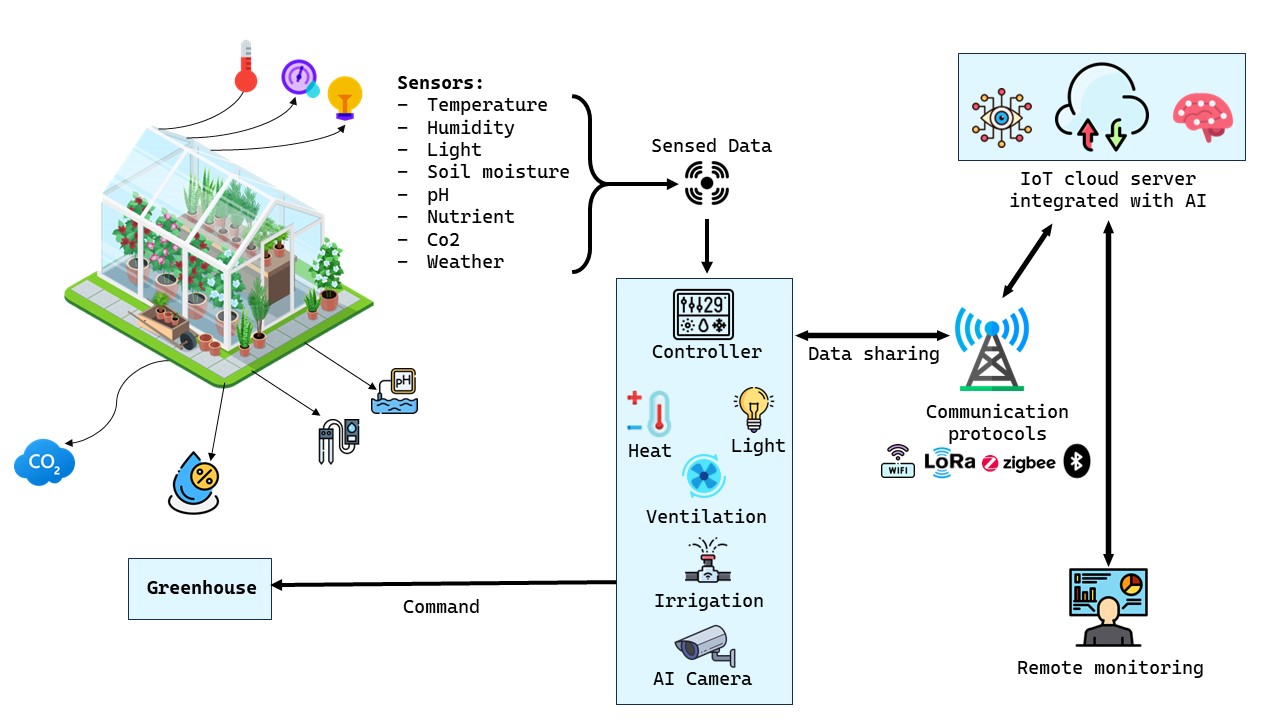 Sensors:
- Temperature
- Humidity
- Light
- Soil moisture
- pH
- Nutrient
- Co2
- Weather
Sensed Data
IoT cloud server
integrated with AI
29°
Controller
Data sharing
Heat
Light
Ventilation
Irrigation
AI Camera
Communication
protocols
WiFi
LoRa
zigbee
pH
CO₂
%
Greenhouse
Command
Remote monitoring